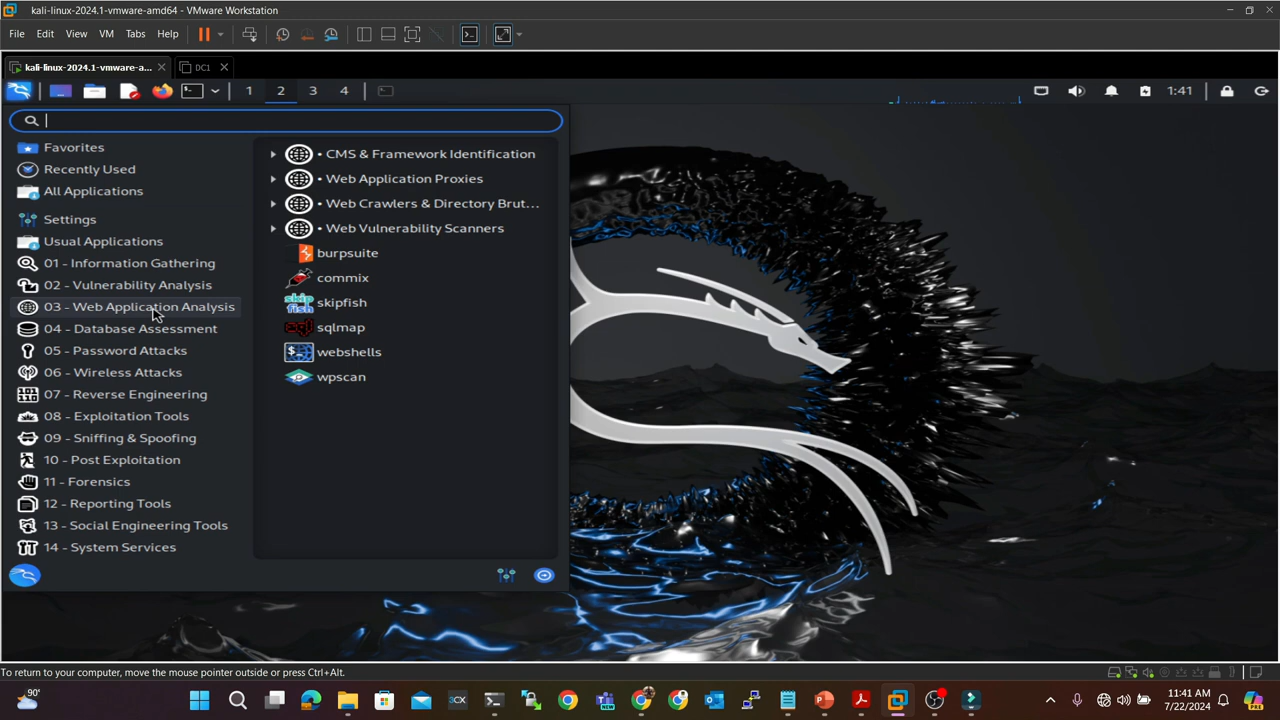 kali-linux-2024.1-vmware-amd64 - VMware Workstation
File Edit View VM Tabs Help
kali-linux-2024.1-vmware-a... DC1
1 2 3 4 1:41
Favorites
Recently Used
All Applications
Settings
Usual Applications
01 - Information Gathering
02 - Vulnerability Analysis
03 - Web Application Analysis
04 - Database Assessment
05 - Password Attacks
06 - Wireless Attacks
07 - Reverse Engineering
08 - Exploitation Tools
09 - Sniffing & Spoofing
10 - Post Exploitation
11 - Forensics
12 - Reporting Tools
13 - Social Engineering Tools
14 - System Services
• CMS & Framework Identification
• Web Application Proxies
• Web Crawlers & Directory Brut...
• Web Vulnerability Scanners
burpsuite
commix
skipfish
sqlmap
webshells
wpscan
To return to your computer, move the mouse pointer outside or press Ctrl+Alt.
90°
11:41 AM
7/22/2024